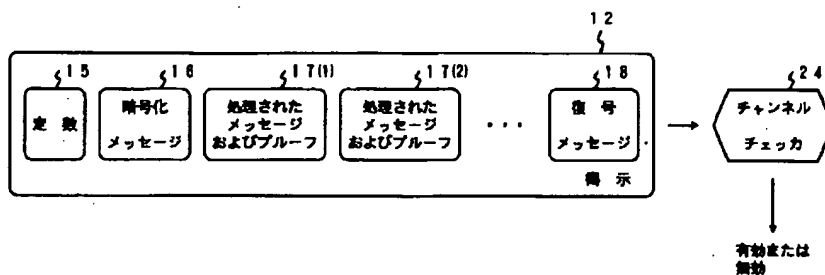 12
15
定 数
16
暗号化
メッセージ
17(1)
処理された
メッセージ
およびプルーフ
17(2)
処理された
メッセージ
およびプルーフ
・・・
18
復 号
メッセージ
掲 示
24
チャンネル
チェッカ
有効または
無効